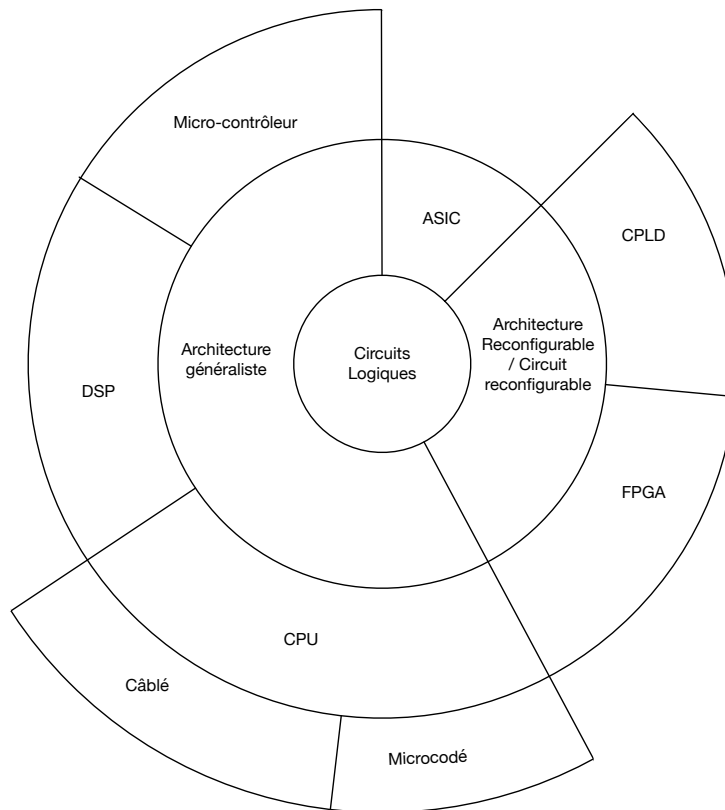 Micro-contrôleur
ASIC
CPLD
Architecture
généraliste
Circuits
Logiques
Architecture
Reconfigurable
/ Circuit
reconfigurable
DSP
FPGA
CPU
Câblé
Microcodé